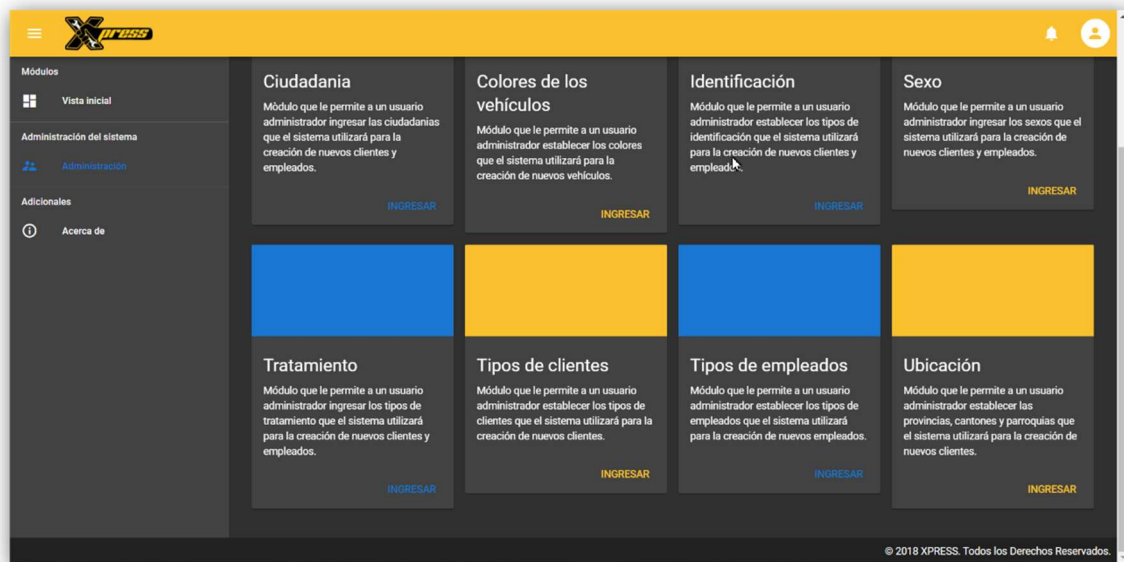 Xpress
Módulos
Vista inicial
Administración del sistema
Administración
Adicionales
Acerca de
Ciudadania
Mòdulo que le permite a un usuario
administrador ingresar las ciudadanias
que el sistema utilizará para la
creación de nuevos clientes y
empleados.
INGRESAR
Colores de los
vehículos
Módulo que le permite a un usuario
administrador establecer los colores
que el sistema utilizará para la
creación de nuevos vehículos.
INGRESAR
Identificación
Módulo que le permite a un usuario
administrador establecer los tipos de
identificación que el sistema utilizará
para la creación de nuevos clientes y
empleados.
INGRESAR
Sexo
Módulo que le permite a un usuario
administrador ingresar los sexos que el
sistema utilizará para la creación de
nuevos clientes y empleados.
INGRESAR
Tratamiento
Módulo que le permite a un usuario
administrador ingresar los tipos de
tratamiento que el sistema utilizará
para la creación de nuevos clientes y
empleados.
INGRESAR
Tipos de clientes
Módulo que le permite a un usuario
administrador establecer los tipos de
clientes que el sistema utilizará para la
creación de nuevos clientes.
INGRESAR
Tipos de empleados
Módulo que le permite a un usuario
administrador establecer los tipos de
empleados que el sistema utilizará
para la creación de nuevos empleados.
INGRESAR
Ubicación
Módulo que le permite a un usuario
administrador establecer las
provincias, cantones y parroquias que
el sistema utilizará para la creación de
nuevos clientes.
INGRESAR
© 2018 XPRESS. Todos los Derechos Reservados.